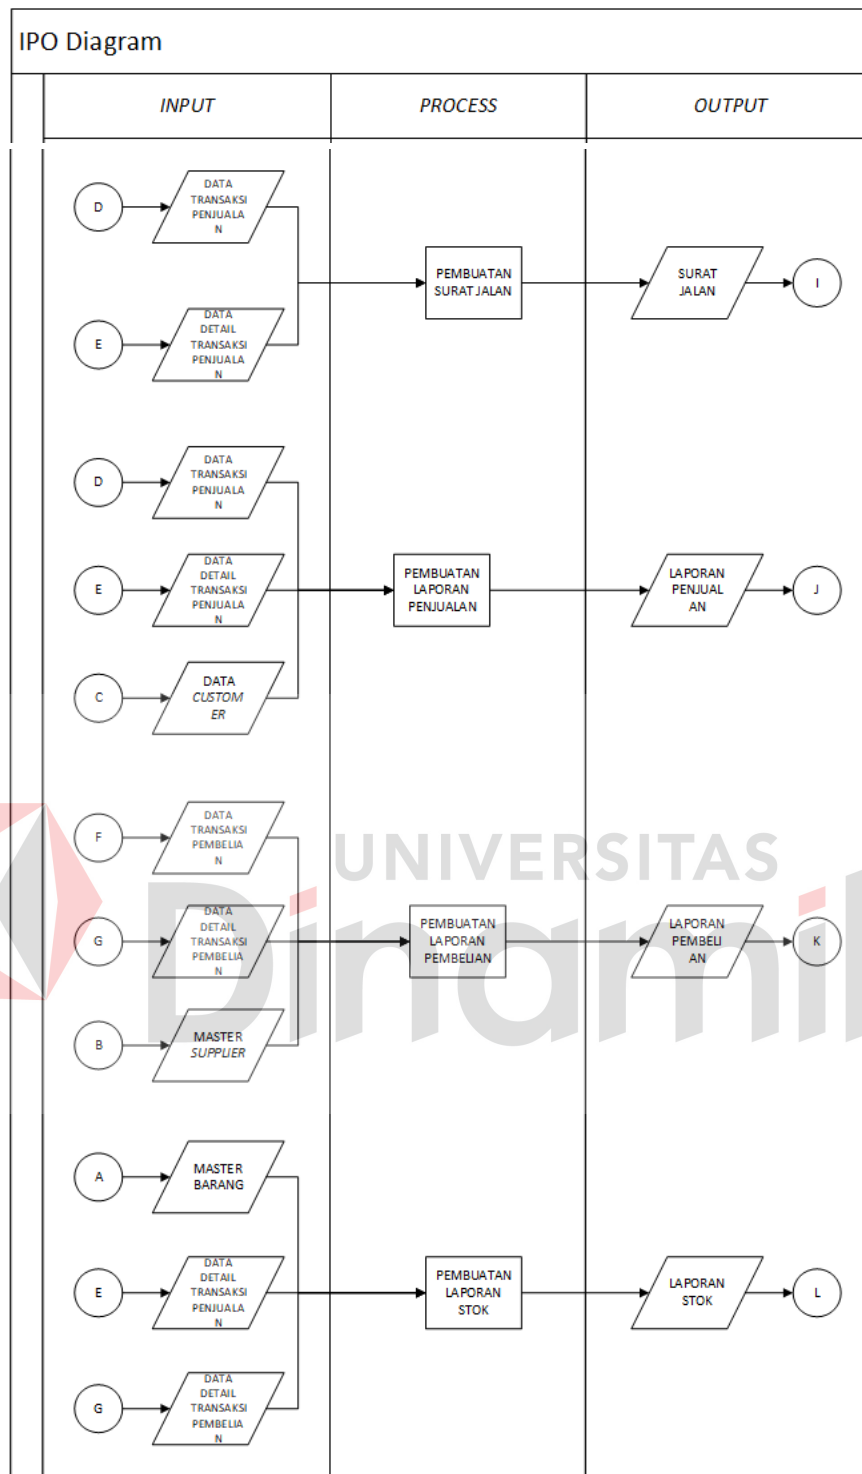 IPO Diagram
INPUT
PROCESS
OUTPUT
D
DATA
TRANSAKSI
PENJUALA
N
E
DATA
DETAIL
TRANSAKSI
PENJUALA
N
PEMBUATAN
SURAT JALAN
SURAT
JALAN
I
D
DATA
TRANSAKSI
PENJUALA
N
E
DATA
DETAIL
TRANSAKSI
PENJUALA
N
C
DATA
CUSTOM
ER
PEMBUATAN
LAPORAN
PENJUALAN
LAPORAN
PENJUAL
AN
J
F
DATA
TRANSAKSI
PEMBELIA
N
G
DATA
DETAIL
TRANSAKSI
PEMBELIA
N
B
MASTER
SUPPLIER
PEMBUATAN
LAPORAN
PEMBELIAN
LAPORAN
PEMBELI
AN
K
UNIVERSITAS
Dinamik
A
MASTER
BARANG
E
DATA
DETAIL
TRANSAKSI
PENJUALA
N
G
DATA
DETAIL
TRANSAKSI
PEMBELIA
N
PEMBUATAN
LAPORAN
STOK
LAPORAN
STOK
L